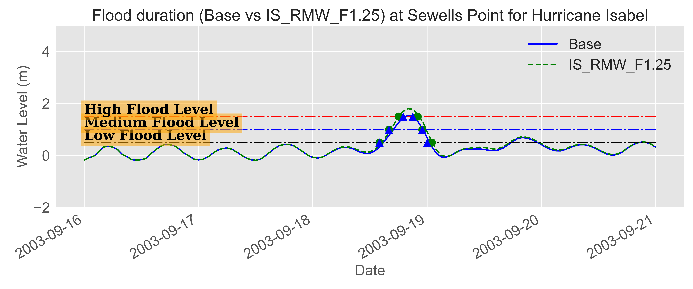 Flood duration (Base vs IS_RMW_F1.25) at Sewells Point for Hurricane Isabel
Base
IS_RMW_F1.25
Water Level (m)
4
2
0
−2
High Flood Level
Medium Flood Level
Low Flood Level
2003-09-16
2003-09-17
2003-09-18
2003-09-19
2003-09-20
2003-09-21
Date